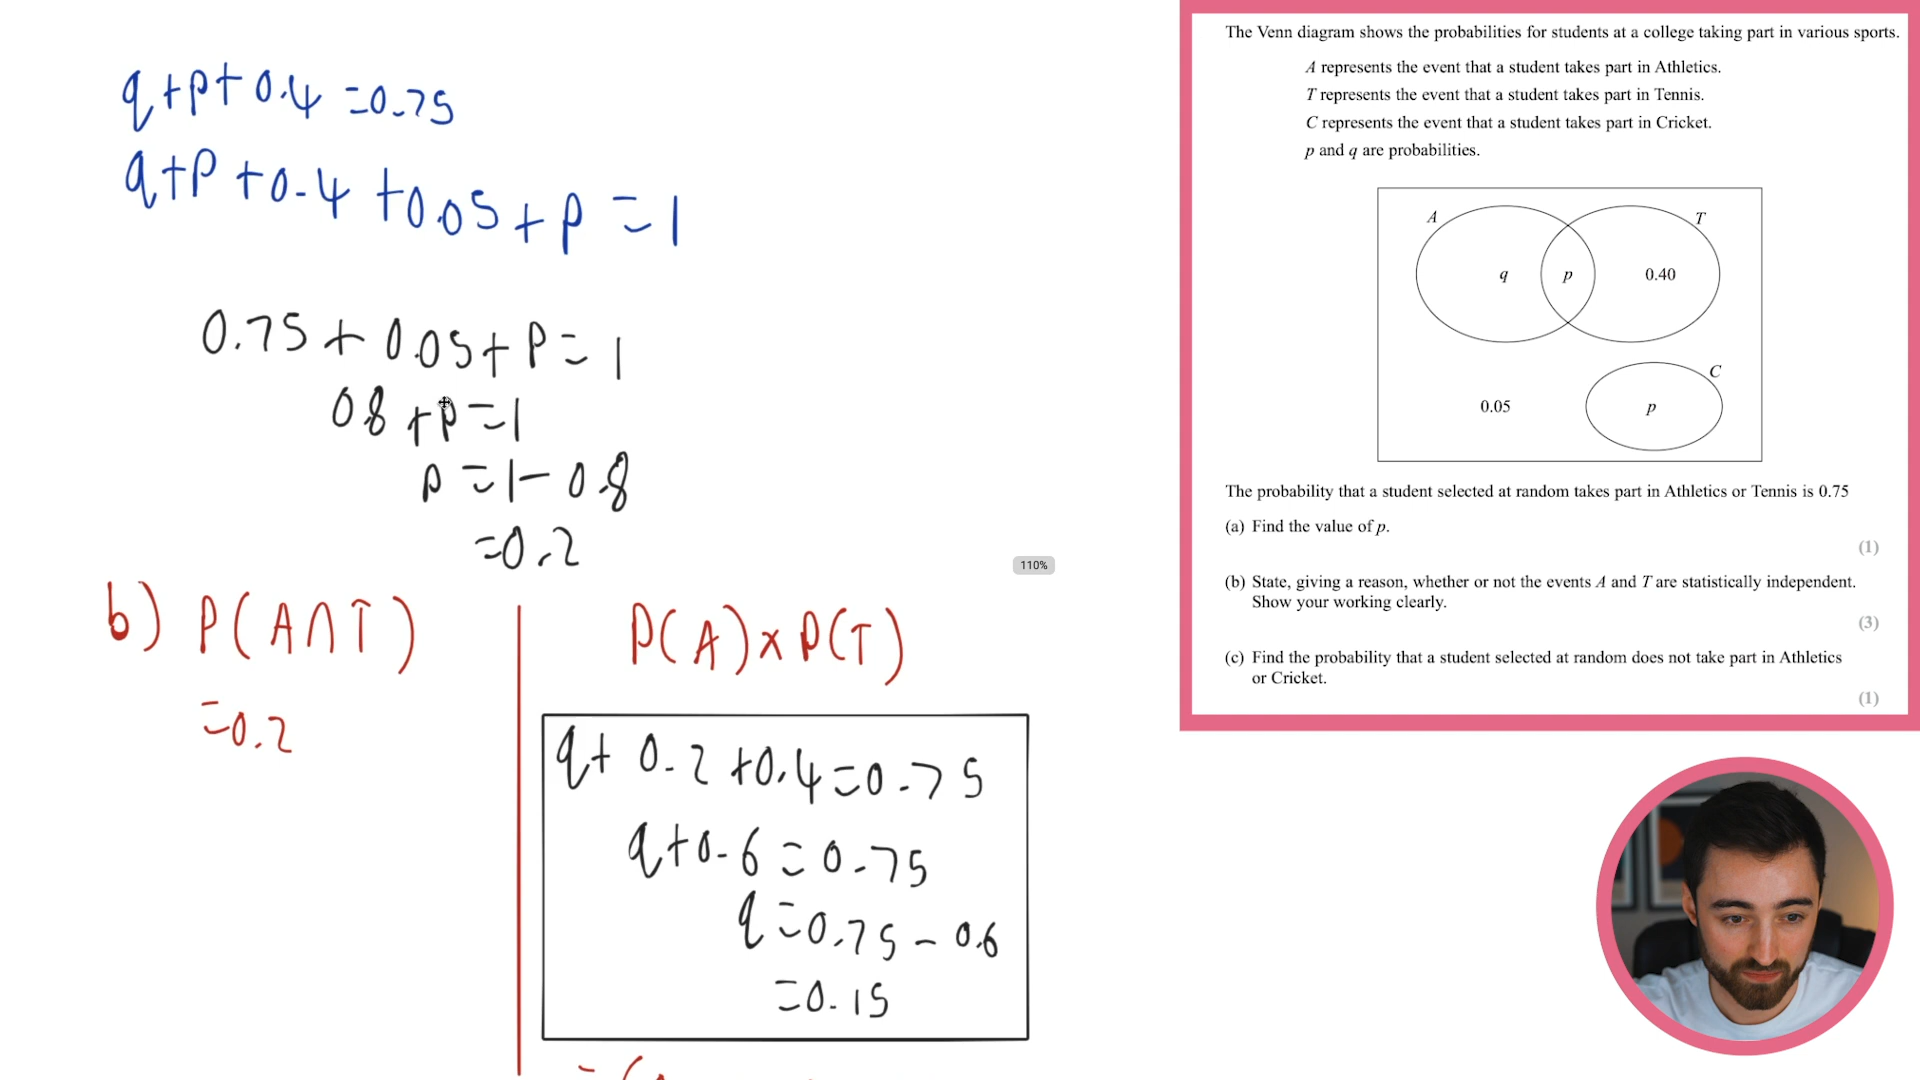 q+p+0.4=0.75
q+p+0.4+0.05+p=1
0.75+0.05+p=1
0.8+p=1
p=1-0.8
=0.2
b) P(A∩T)
=0.2
P(A)×P(T)
q+0.2+0.4=0.75
q+0.6=0.75
q=0.75-0.6
=0.15
110%
The Venn diagram shows the probabilities for students at a college taking part in various sports.
A represents the event that a student takes part in Athletics.
T represents the event that a student takes part in Tennis.
C represents the event that a student takes part in Cricket.
p and q are probabilities.
A
T
q
p
0.40
C
0.05
p
The probability that a student selected at random takes part in Athletics or Tennis is 0.75
(a) Find the value of p.
(1)
(b) State, giving a reason, whether or not the events A and T are statistically independent.
Show your working clearly.
(3)
(c) Find the probability that a student selected at random does not take part in Athletics
or Cricket.
(1)